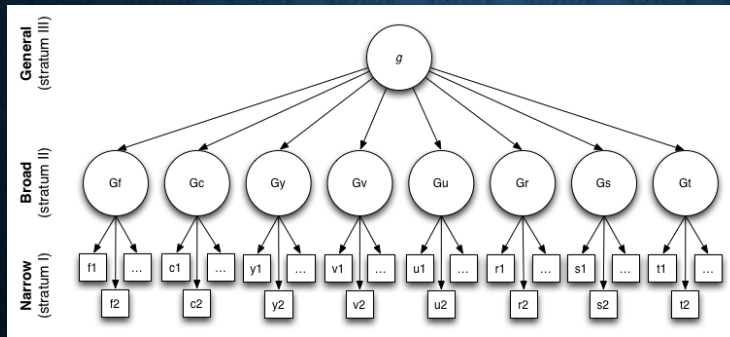 General
(stratum III)
g
Broad
(stratum II)
Gf Gc Gy Gv Gu Gr Gs Gt
Narrow
(stratum I)
f1 … c1 … y1 … v1 … u1 … r1 … s1 … t1 …
f2 c2 y2 v2 u2 r2 s2 t2